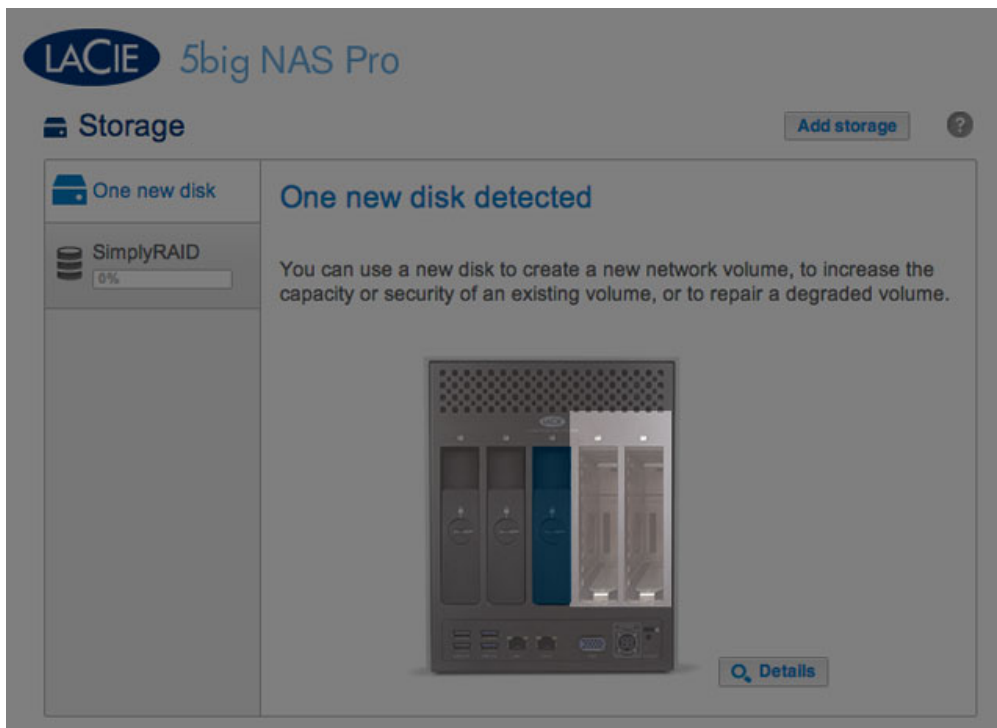 LACIE 5big NAS Pro
Storage
Add storage
?
One new disk
SimplyRAID
0%
One new disk detected
You can use a new disk to create a new network volume, to increase the
capacity or security of an existing volume, or to repair a degraded volume.
LACIE
Details